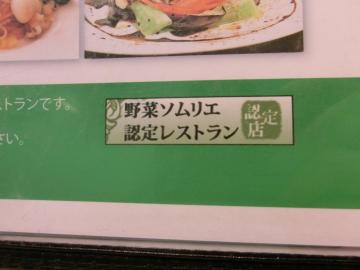 ストランです。
さい。
野菜ソムリエ
認定レストラン
認定店